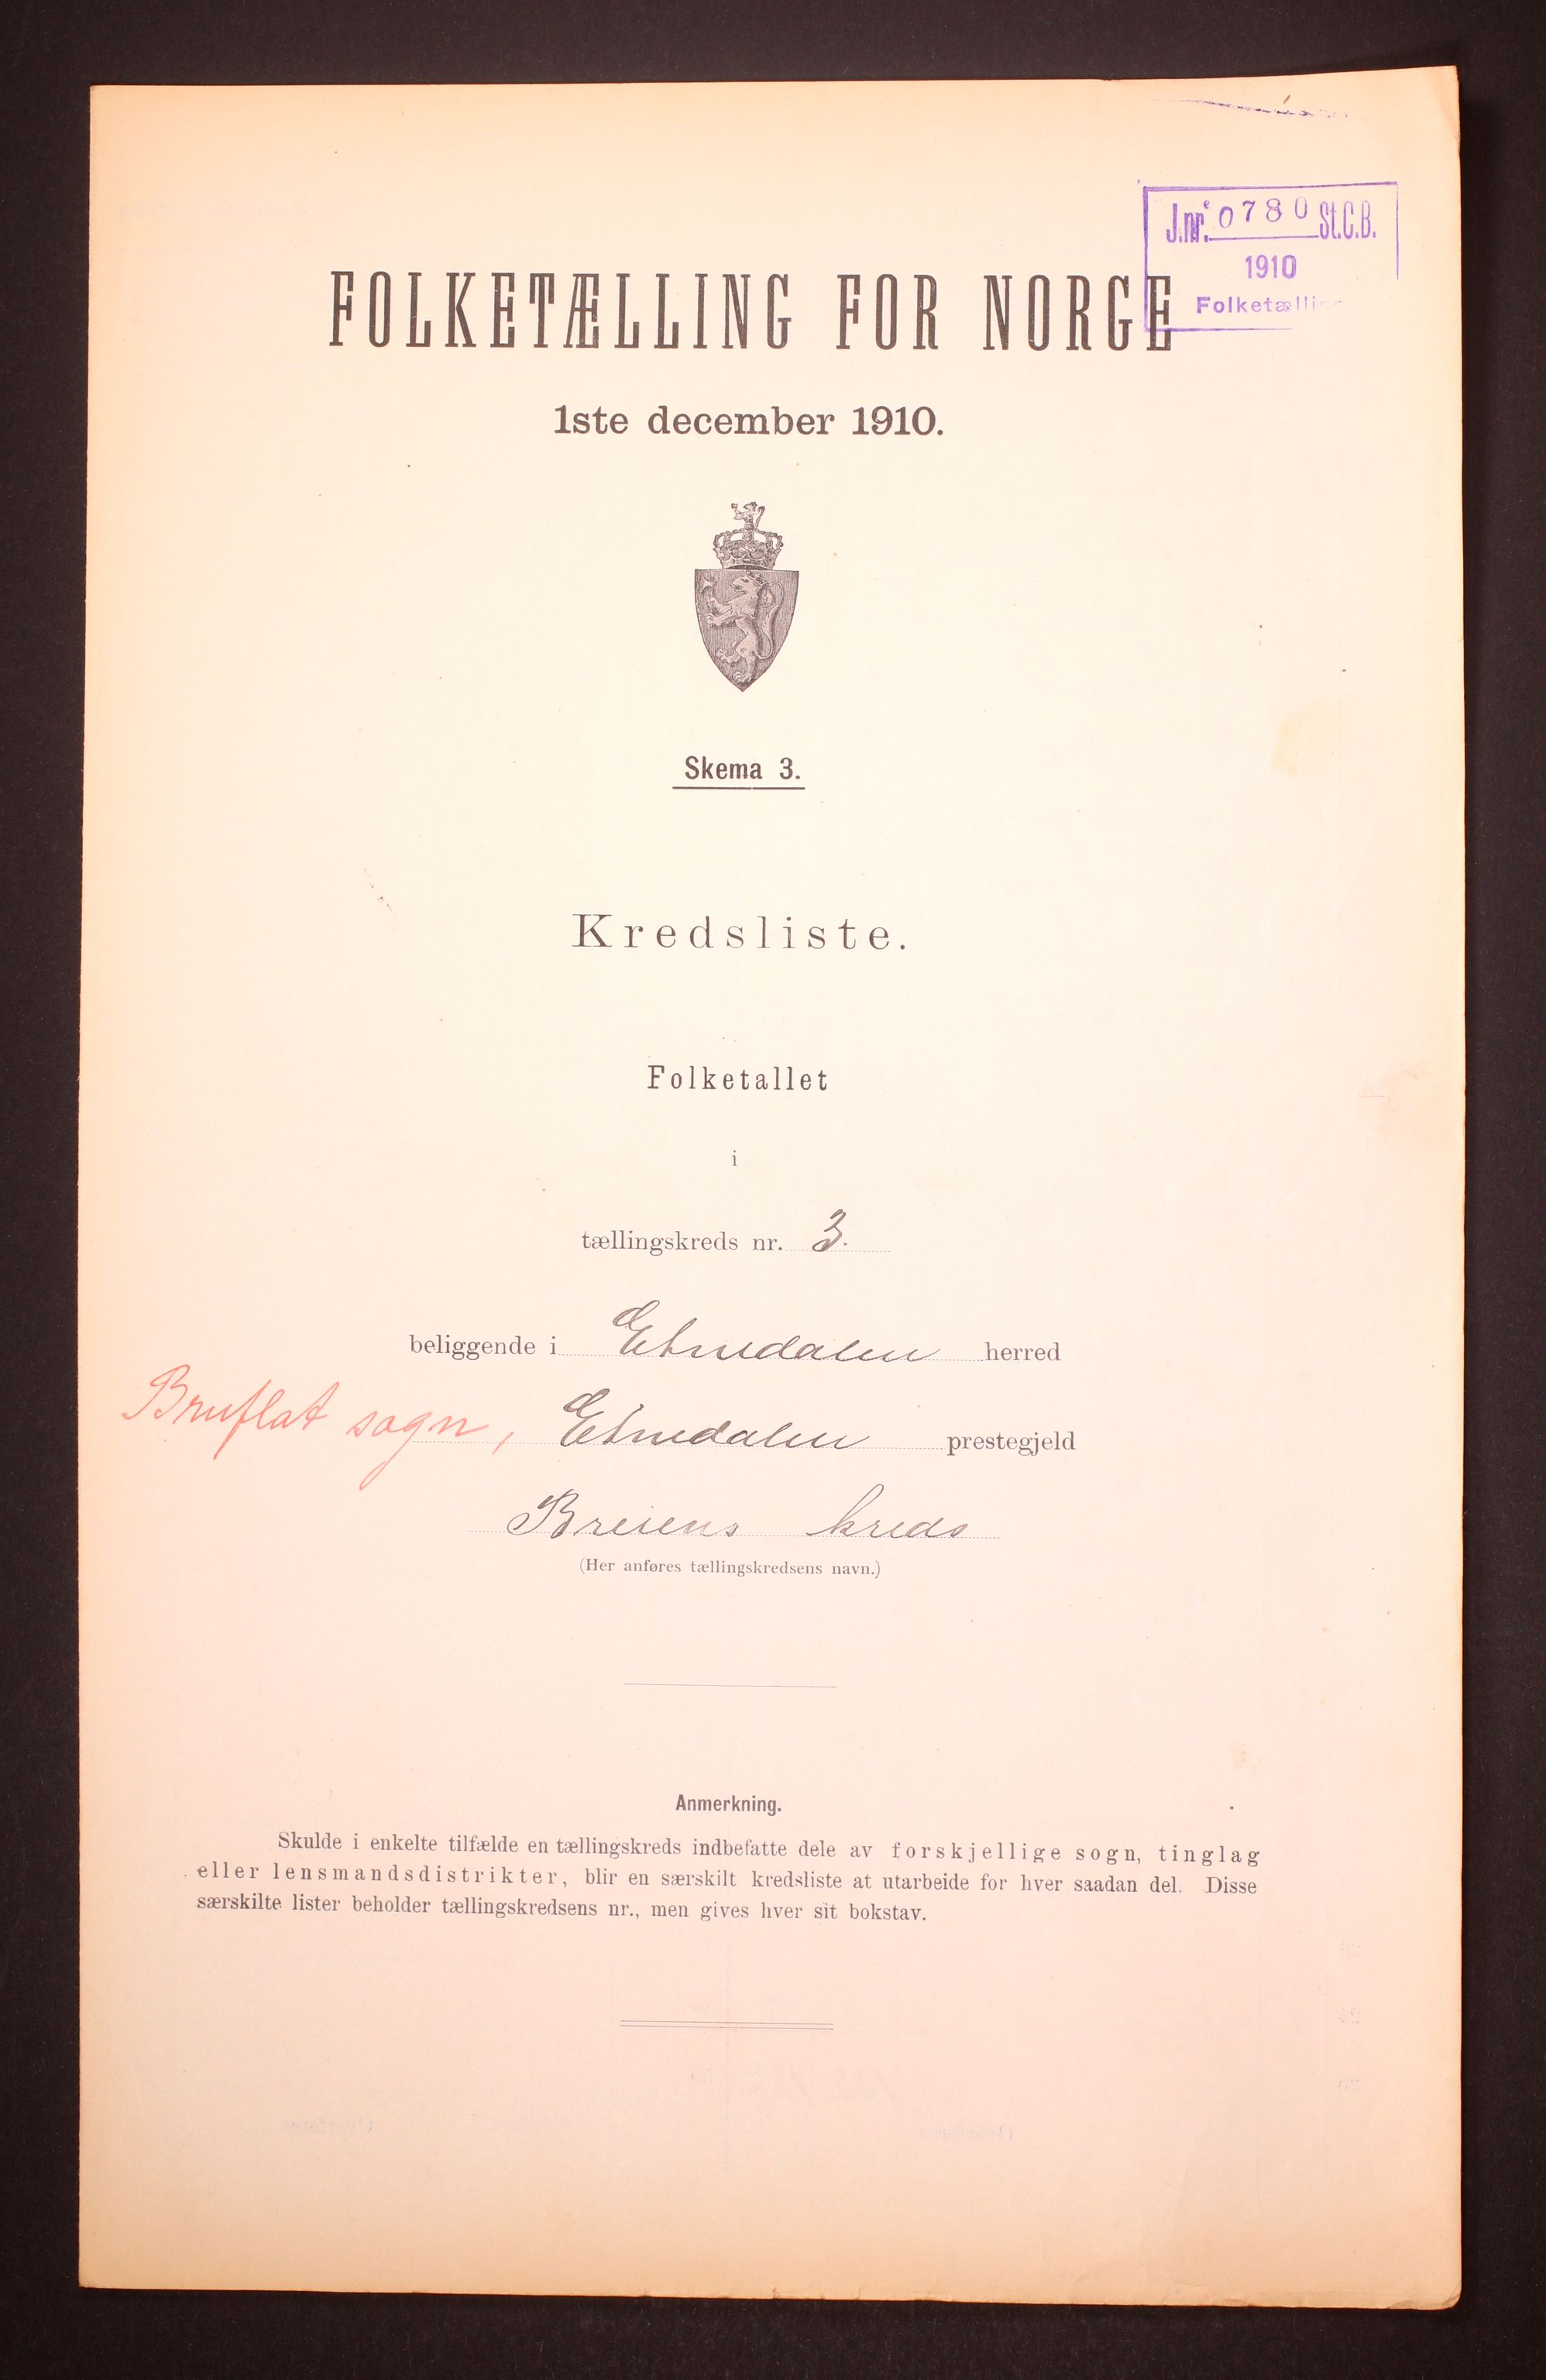 J.nr. 0780 St.C.B.
1910
Folketælling
FOLKETÆLLING FOR NORGE
1ste december 1910.
Skema 3.
Kredsliste.
Folketallet
i
tællingskreds nr. 3.
beliggende i Etnedalen herred
Bruflat sogn, Etnedalen prestegjeld
Breiens kreds
(Her anføres tællingskredsens navn.)
Anmerkning.
Skulde i enkelte tilfælde en tællingskreds indbefatte dele av forskjellige sogn, tinglag
eller lensmandsdistrikter, blir en særskilt kredsliste at utarbeide for hver saadan del. Disse
særskilte lister beholder tællingskredsens nr., men gives hver sit bokstav.